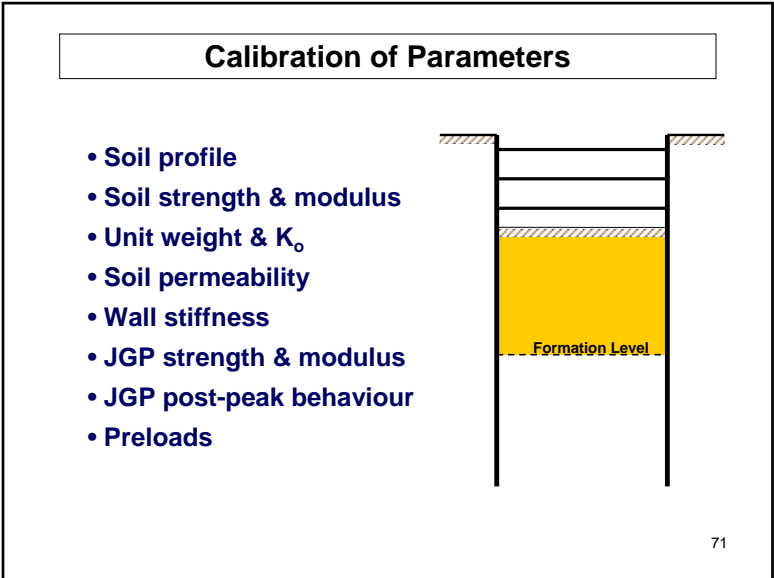 Calibration of Parameters
• Soil profile
• Soil strength & modulus
• Unit weight & Ko
• Soil permeability
• Wall stiffness
• JGP strength & modulus
• JGP post-peak behaviour
• Preloads
Formation Level
71